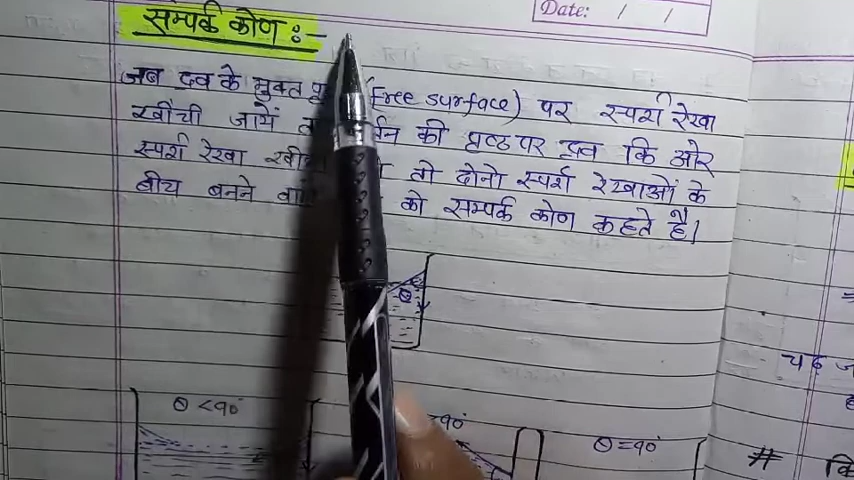 Date: / /
सम्पर्क कोण :-
जब द्रव के मुक्त (free surface) पर स्पर्श रेखा
खींची जाये की पृष्ठ पर द्रव कि ओर
स्पर्श रेखा तो दोनो स्पर्श रेखाओं के
बीच बनने को सम्पर्क कोण कहते है।
θ
θ < 90°
90°
θ = 90°
#